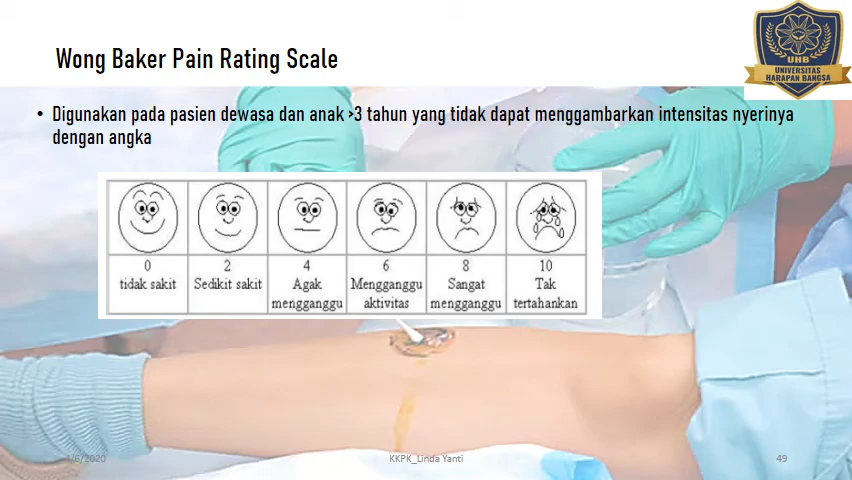 Wong Baker Pain Rating Scale
UHB
UNIVERSITAS
HARAPAN BANGSA
• Digunakan pada pasien dewasa dan anak >3 tahun yang tidak dapat menggambarkan intensitas nyerinya
dengan angka
0 2 4 6 8 10
tidak sakit Sedikit sakit Agak Mengganggu Sangat Tak
mengganggu aktivitas mengganggu tertahankan
/6/2020 KKPK_Linda Yanti 49